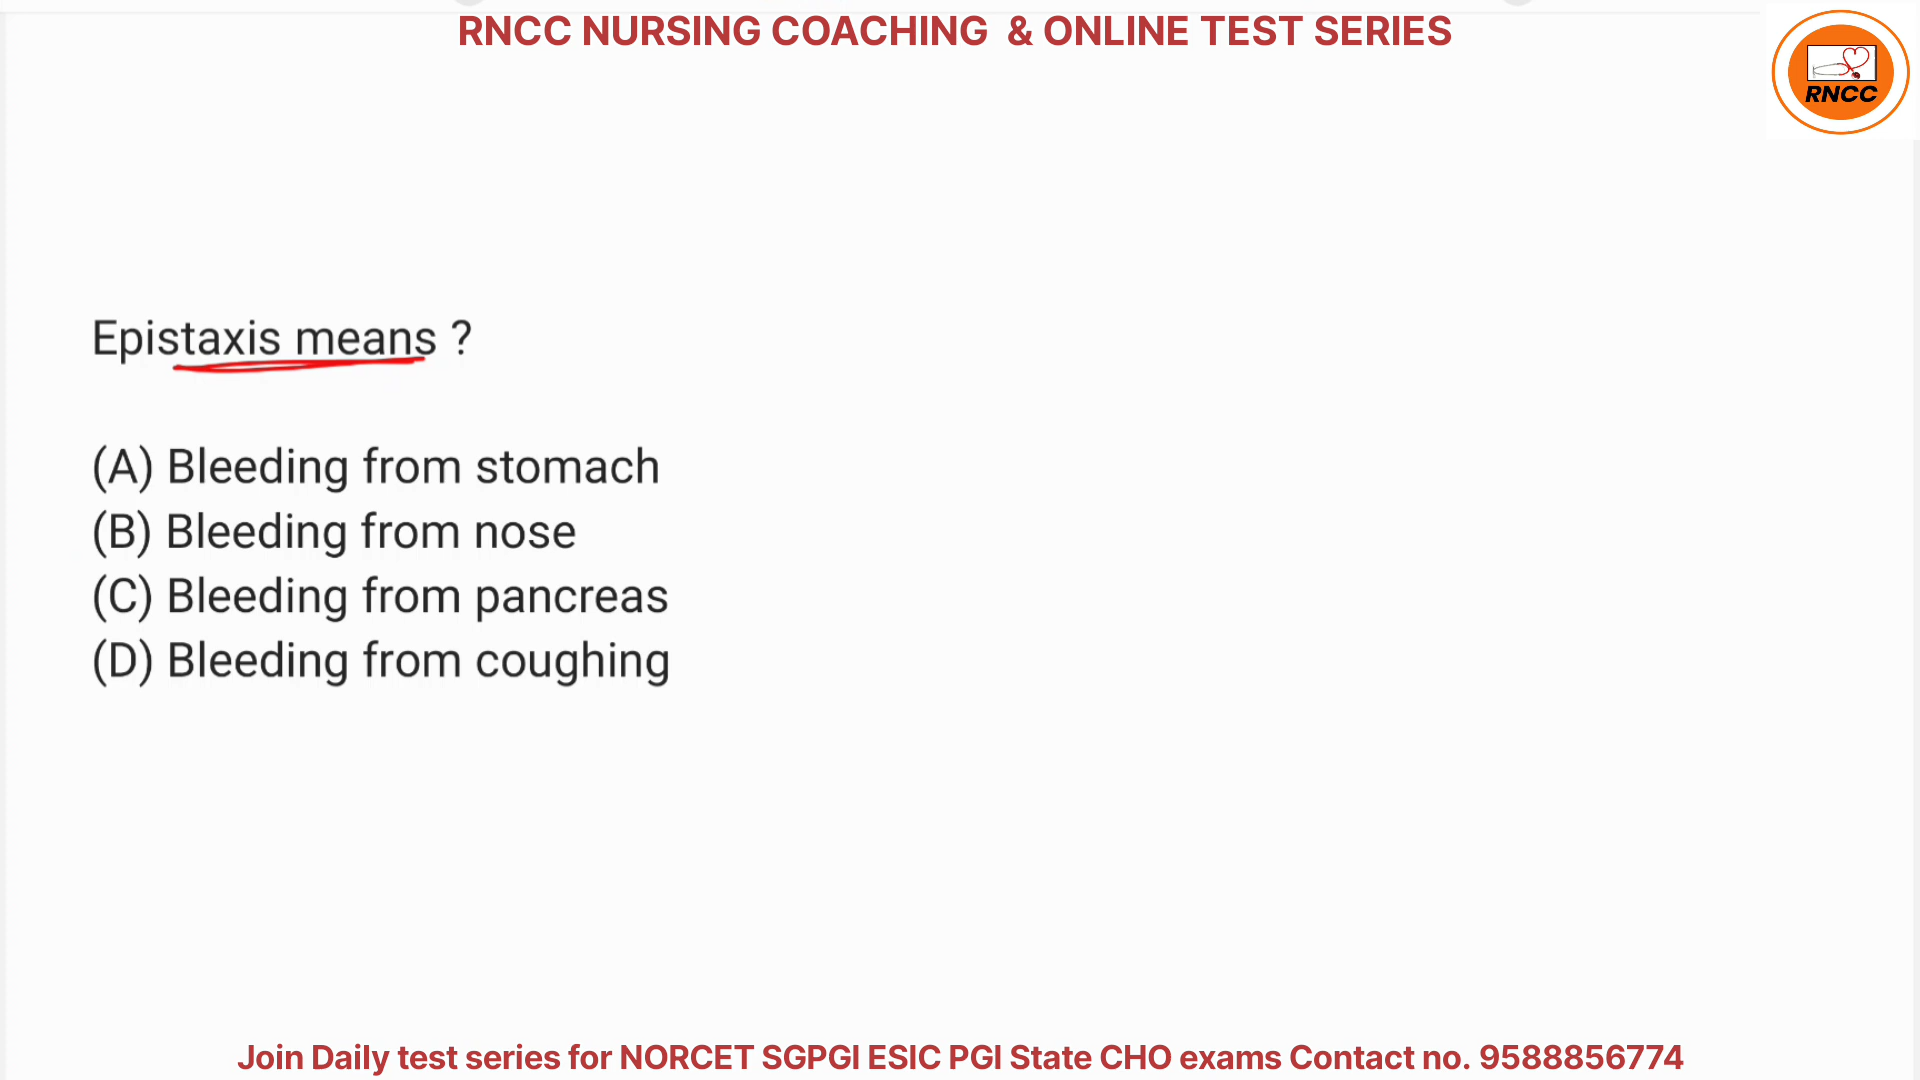 RNCC NURSING COACHING & ONLINE TEST SERIES
RNCC
Epistaxis means ?
(A) Bleeding from stomach
(B) Bleeding from nose
(C) Bleeding from pancreas
(D) Bleeding from coughing
Join Daily test series for NORCET SGPGI ESIC PGI State CHO exams Contact no. 9588856774